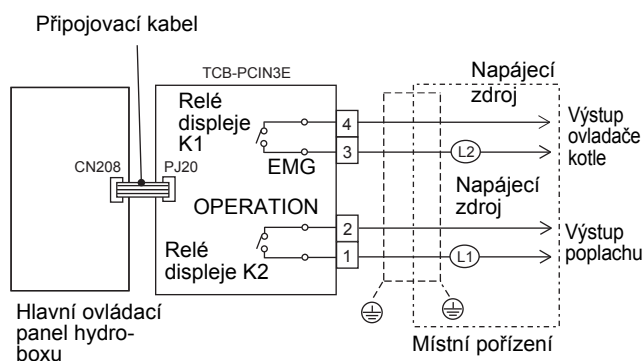 Připojovací kabel
TCB-PCIN3E
Napájecí
zdroj
Relé
displeje
K1
4
Výstup
ovladače
kotle
3
L2
EMG
CN208
PJ20
Napájecí
zdroj
OPERATION
2
Relé
displeje K2
1
L1
Výstup
poplachu
Hlavní ovládací
panel hydro-
boxu
Místní pořízení